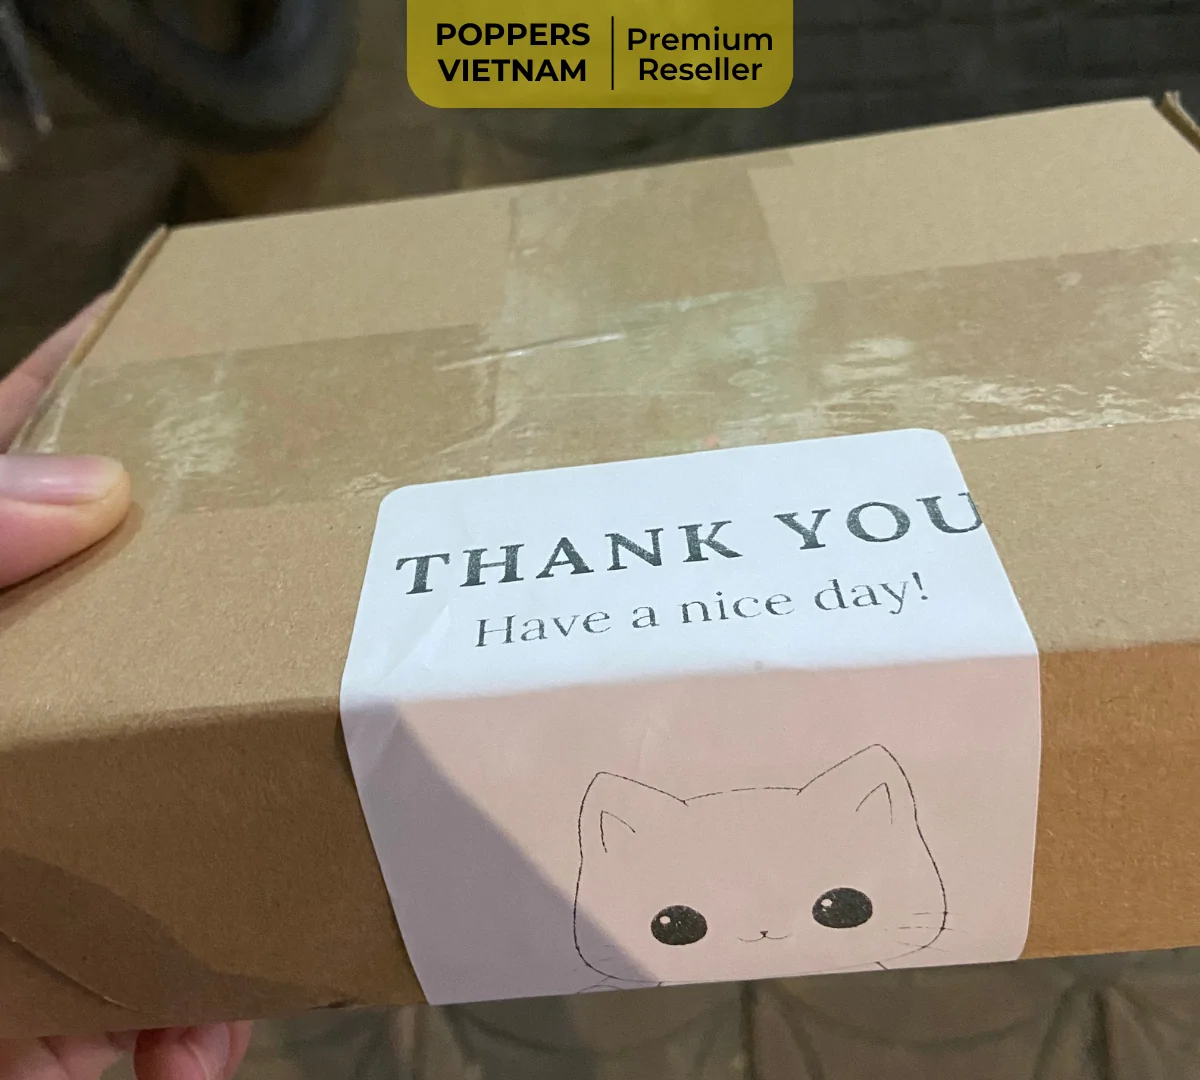 POPPERS
VIETNAM
Premium
Reseller
THANK YOU
Have a nice day!